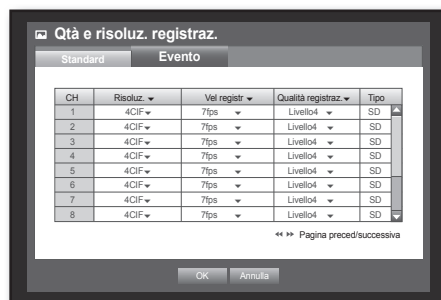 Qtà e risoluz. registraz.
Standard Evento
CH Risoluz. Vel registr Qualità registraz. Tipo
1 4CIF 7fps Livello4 SD
2 4CIF 7fps Livello4 SD
3 4CIF 7fps Livello4 SD
4 4CIF 7fps Livello4 SD
5 4CIF 7fps Livello4 SD
6 4CIF 7fps Livello4 SD
7 4CIF 7fps Livello4 SD
8 4CIF 7fps Livello4 SD
Pagina preced/successiva
OK Annulla